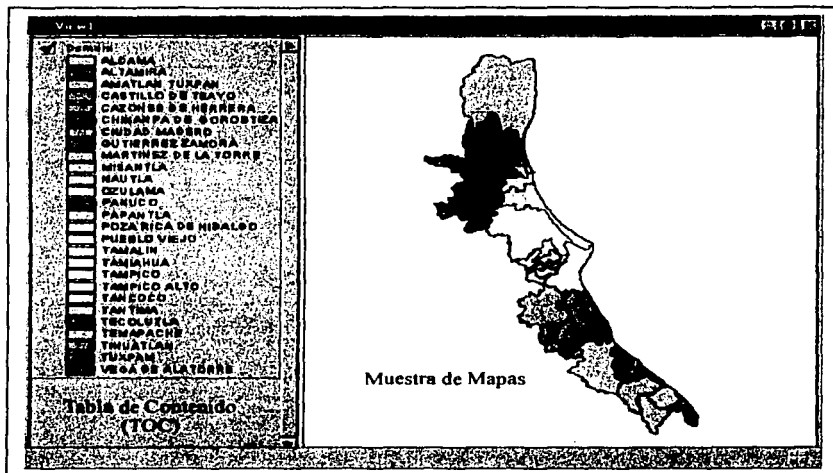 View1
ALDAMA
ALTAMIRA
AMATLAN TUXPAN
CASTILLO DE TEAYO
CAZONES DE HERRERA
CHINAMPA DE GOROSTIZA
CIUDAD MADERO
GUTIERREZ ZAMORA
MARTINEZ DE LA TORRE
MISANTLA
NAUTLA
OZULAMA
PANUCO
PAPANTLA
POZA RICA DE HIDALGO
PUEBLO VIEJO
TAMALIN
TAMIAHUA
TAMPICO
TAMPICO ALTO
TANCOCO
TANTIMA
TECOLUTLA
TEMAPACHE
TIHUATLAN
TUXPAM
VEGA DE ALATORRE
Tabla de Contenido
(TOC)
Muestra de Mapas